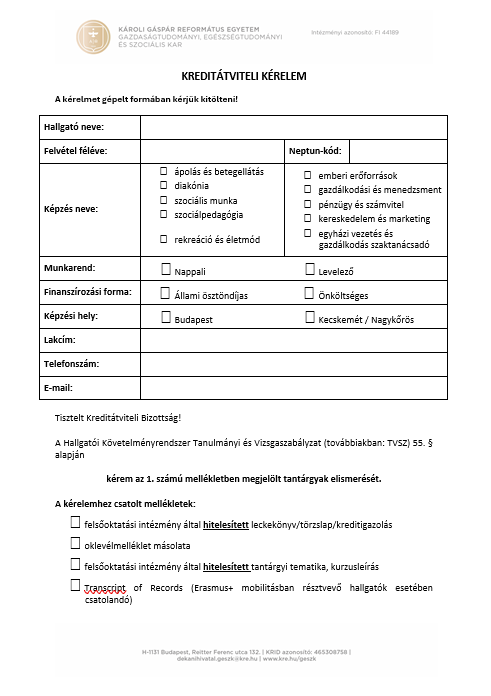 KÁROLI GÁSPÁR REFORMÁTUS EGYETEM
GAZDASÁGTUDOMÁNYI, EGÉSZSÉGTUDOMÁNYI
ÉS SZOCIÁLIS KAR
Intézményi azonosító: FI 44189
KREDITÁTVITELI KÉRELEM
A kérelmet gépelt formában kérjük kitölteni!
Hallgató neve:
Felvétel féléve:
Neptun-kód:
Képzés neve:
☐ ápolás és betegellátás
☐ diakónia
☐ szociális munka
☐ szociálpedagógia
☐ rekreáció és életmód
☐ emberi erőforrások
☐ gazdálkodási és menedzsment
☐ pénzügy és számvitel
☐ kereskedelem és marketing
☐ egyházi vezetés és
gazdálkodás szaktanácsadó
Munkarend: ☐ Nappali ☐ Levelező
Finanszírozási forma: ☐ Állami ösztöndíjas ☐ Önköltséges
Képzési hely: ☐ Budapest ☐ Kecskemét / Nagykőrös
Lakcím:
Telefonszám:
E-mail:
Tisztelt Kreditátviteli Bizottság!
A Hallgatói Követelményrendszer Tanulmányi és Vizsgaszabályzat (továbbiakban: TVSZ) 55. §
alapján
kérem az 1. számú mellékletben megjelölt tantárgyak elismerését.
A kérelemhez csatolt mellékletek:
☐ felsőoktatási intézmény által hitelesített leckekönyv/törzslap/kreditigazolás
☐ oklevélmelléklet másolata
☐ felsőoktatási intézmény által hitelesített tantárgyi tematika, kurzusleírás
☐ Transcript of Records (Erasmus+ mobilitásban résztvevő hallgatók esetében
csatolandó)
H-1131 Budapest, Reitter Ferenc utca 132. | KRID azonosító: 465308758 |
dekanihivatal.geszk@kre.hu | www.kre.hu/geszk